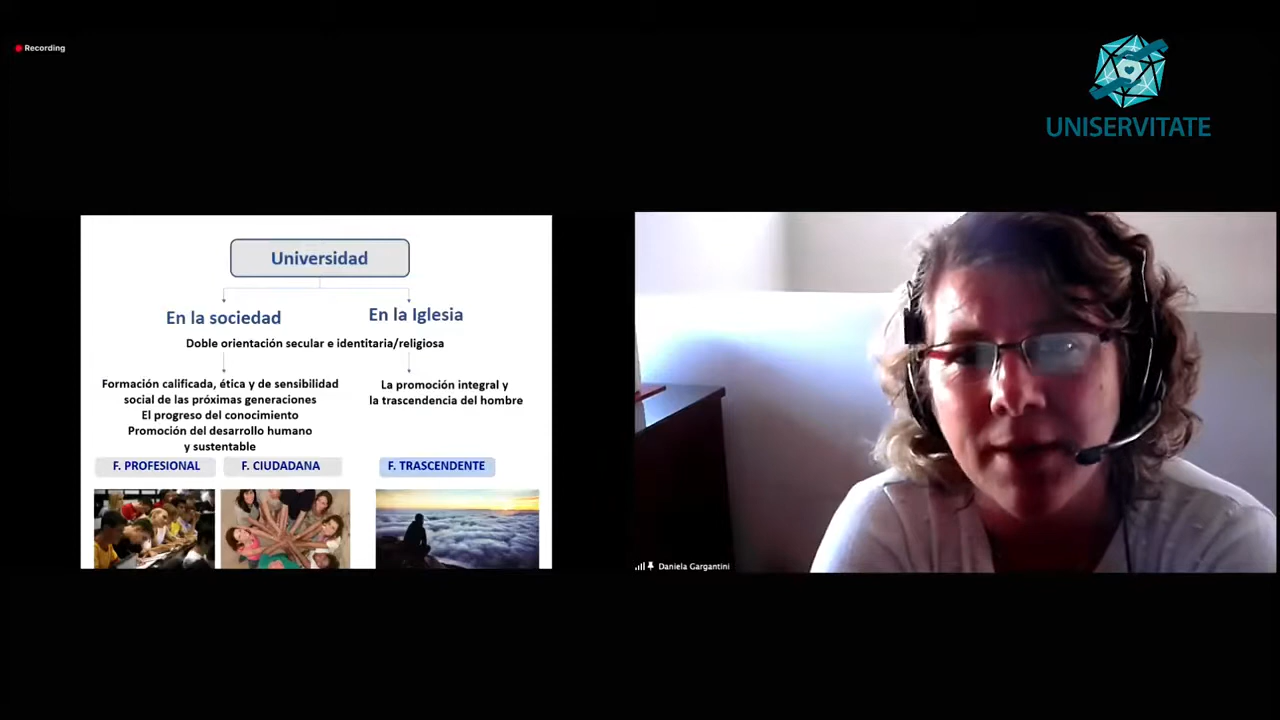 Recording
UNISERVITATE
Universidad
En la sociedad
En la Iglesia
Doble orientación secular e identitaria/religiosa
Formación calificada, ética y de sensibilidad
social de las próximas generaciones
El progreso del conocimiento
Promoción del desarrollo humano
y sustentable
La promoción integral y
la trascendencia del hombre
F. PROFESIONAL
F. CIUDADANA
F. TRASCENDENTE
Daniela Gargantini